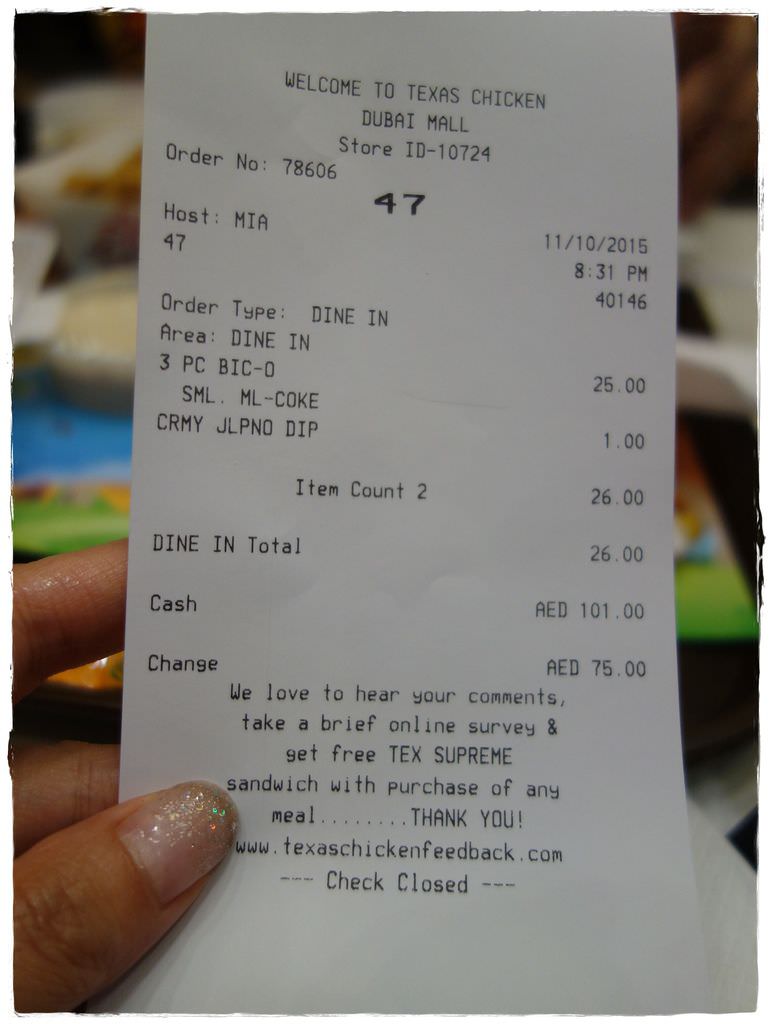 WELCOME TO TEXAS CHICKEN
DUBAI MALL
Store ID-10724
Order No: 78606
47
Host: MIA
11/10/2015
47
8:31 PM
40146
Order Type: DINE IN
Area: DINE IN
3 PC BIC-O 25.00
SML. ML-COKE
CRMY JLPNO DIP 1.00
Item Count 2 26.00
DINE IN Total 26.00
Cash AED 101.00
Change AED 75.00
We love to hear your comments,
take a brief online survey &
get free TEX SUPREME
sandwich with purchase of any
meal........THANK YOU!
www.texaschickenfeedback.com
--- Check Closed ---